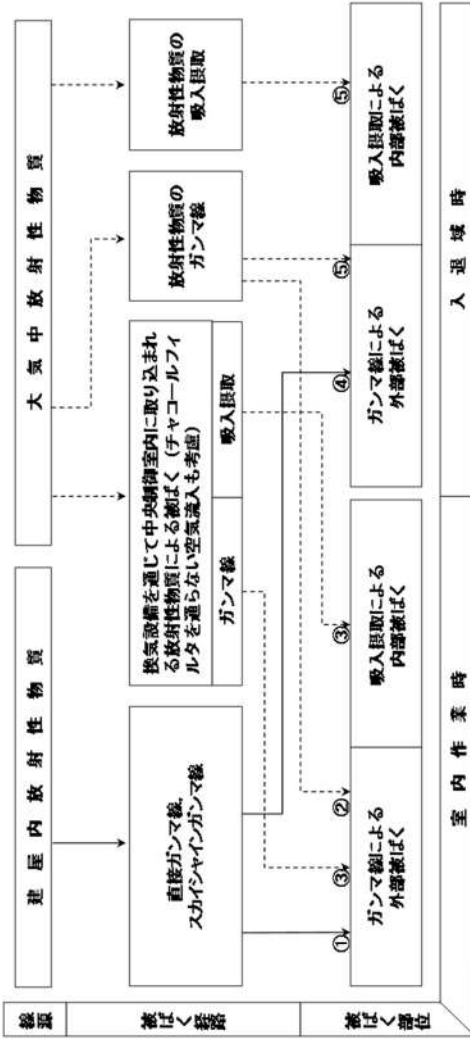 線源
建屋内放射性物質
大気中放射性物質
被ばく経路
直接ガンマ線,
スカイシャインガンマ線
換気設備を通じて中央制御室内に取り込まれ
る放射性物質による被ばく（チャコールフィ
ルタを通らない空気流入も考慮）
ガンマ線
吸入摂取
放射性物質の
ガンマ線
放射性物質の
吸入摂取
被ばく部位
①
③
②
③
④
⑤
⑤
ガンマ線による
外部被ばく
吸入摂取による
内部被ばく
ガンマ線による
外部被ばく
吸入摂取による
内部被ばく
室内作業時
入退域時